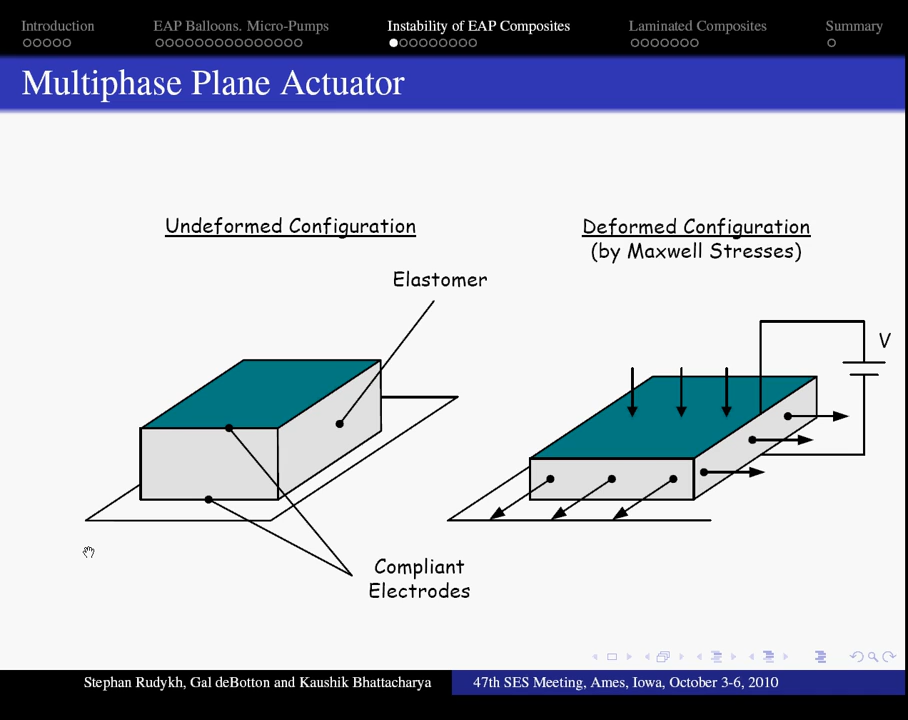 Introduction
EAP Balloons. Micro-Pumps
Instability of EAP Composites
Laminated Composites
Summary
Multiphase Plane Actuator
Undeformed Configuration
Deformed Configuration
(by Maxwell Stresses)
Elastomer
V
Compliant
Electrodes
Stephan Rudykh, Gal deBotton and Kaushik Bhattacharya
47th SES Meeting, Ames, Iowa, October 3-6, 2010